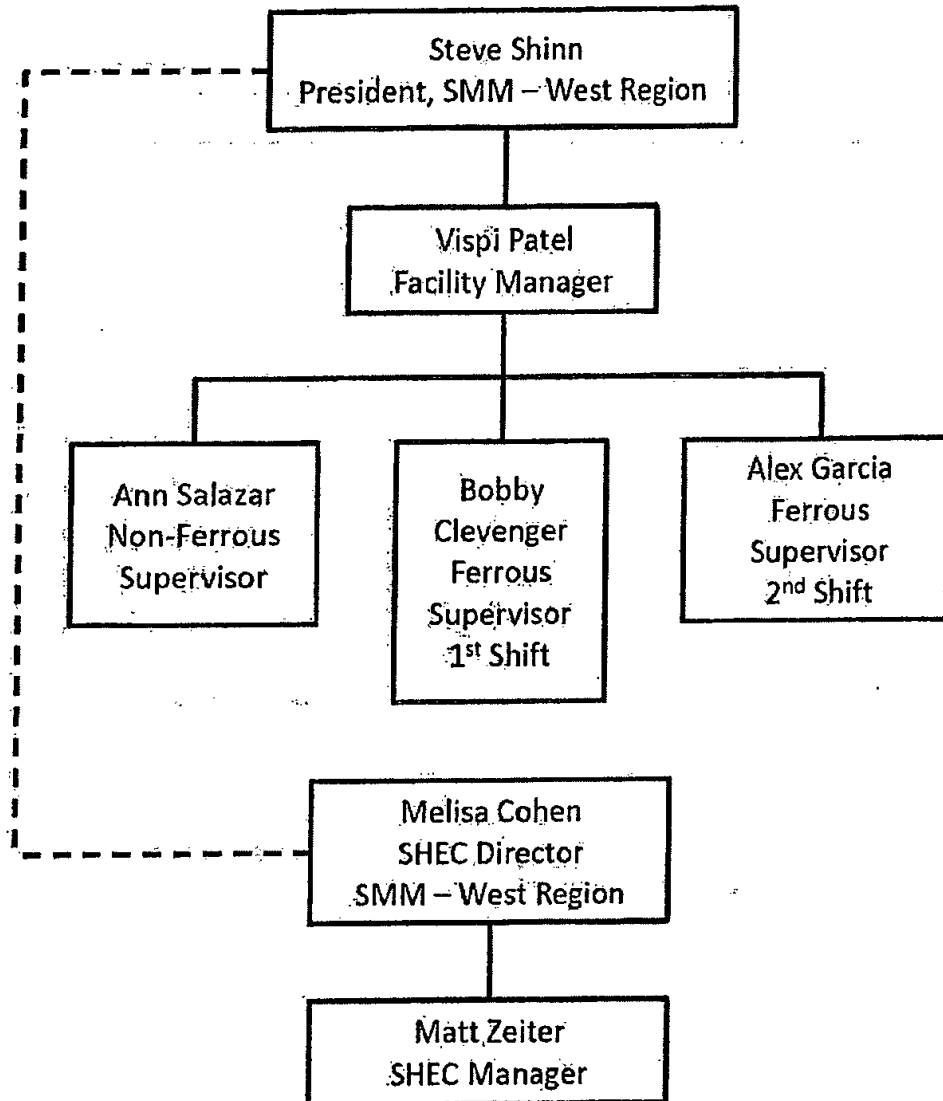 Steve Shinn
President, SMM – West Region
Vispi Patel
Facility Manager
Ann Salazar
Non-Ferrous
Supervisor
Bobby
Clevenger
Ferrous
Supervisor
1st Shift
Alex Garcia
Ferrous
Supervisor
2nd Shift
Melisa Cohen
SHEC Director
SMM – West Region
Matt Zeiter
SHEC Manager